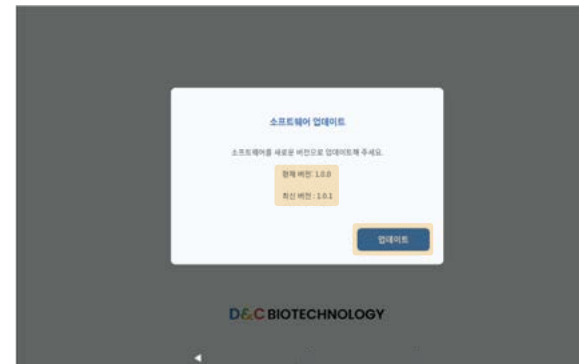 소프트웨어 업데이트
소프트웨어를 새로운 버전으로 업데이트해 주세요.
현재 버전: 1.0.0
최신 버전 : 1.0.1
업데이트
D&C BIOTECHNOLOGY